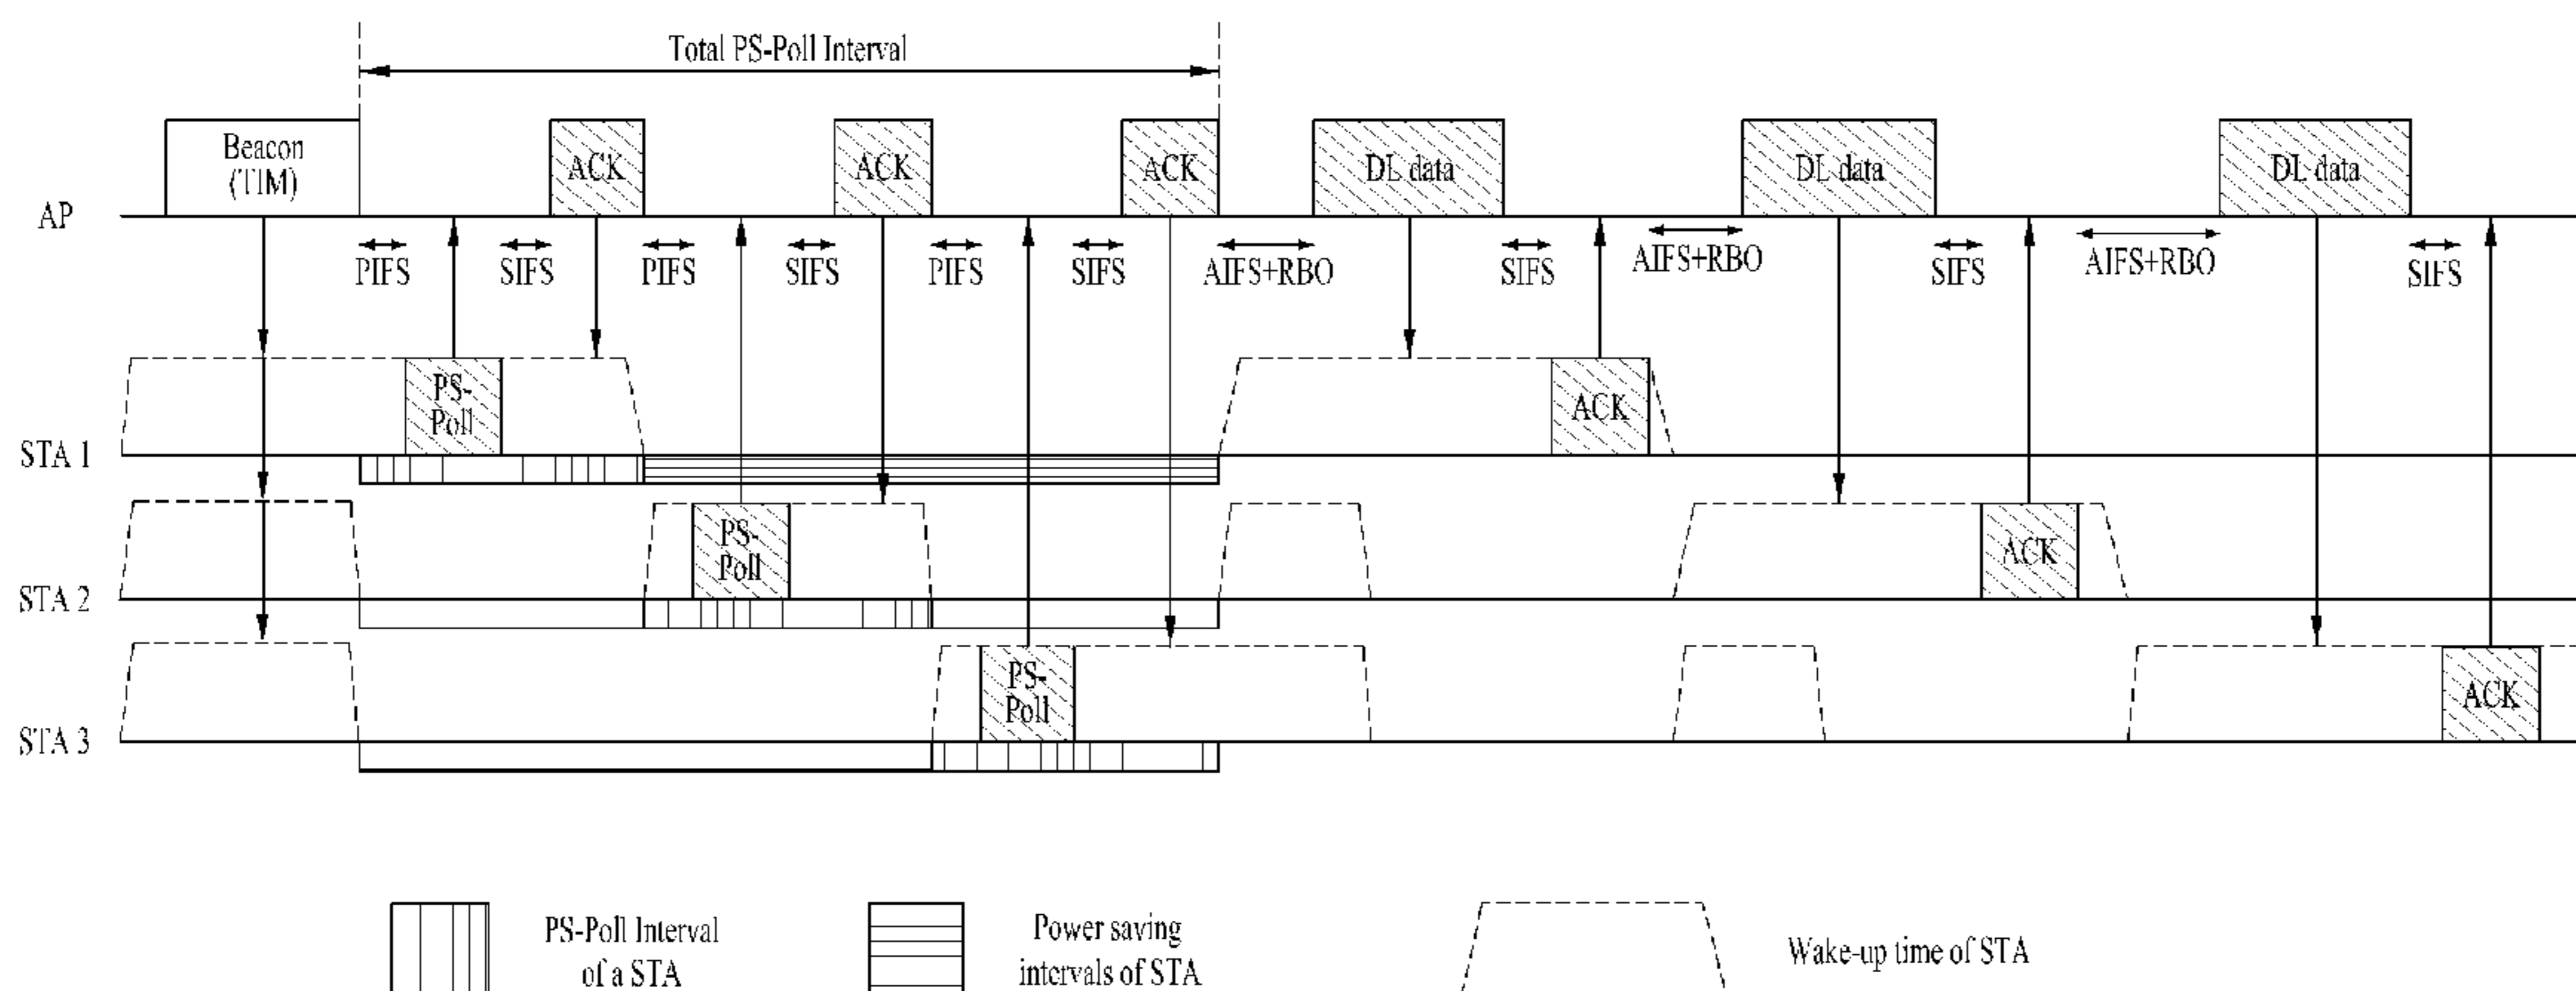 Total PS-Poll Interval
Beacon
(TIM)
ACK
ACK
ACK
DL data
DL data
DL data
AP
PIFS
SIFS
PIFS
SIFS
PIFS
SIFS
AIFS+RBO
SIFS
AIFS+RBO
SIFS
AIFS+RBO
SIFS
PS-
Poll
ACK
STA 1
PS-
Poll
ACK
STA 2
PS-
Poll
ACK
STA 3
PS-Poll Interval
of a STA
Power saving
intervals of STA
Wake-up time of STA